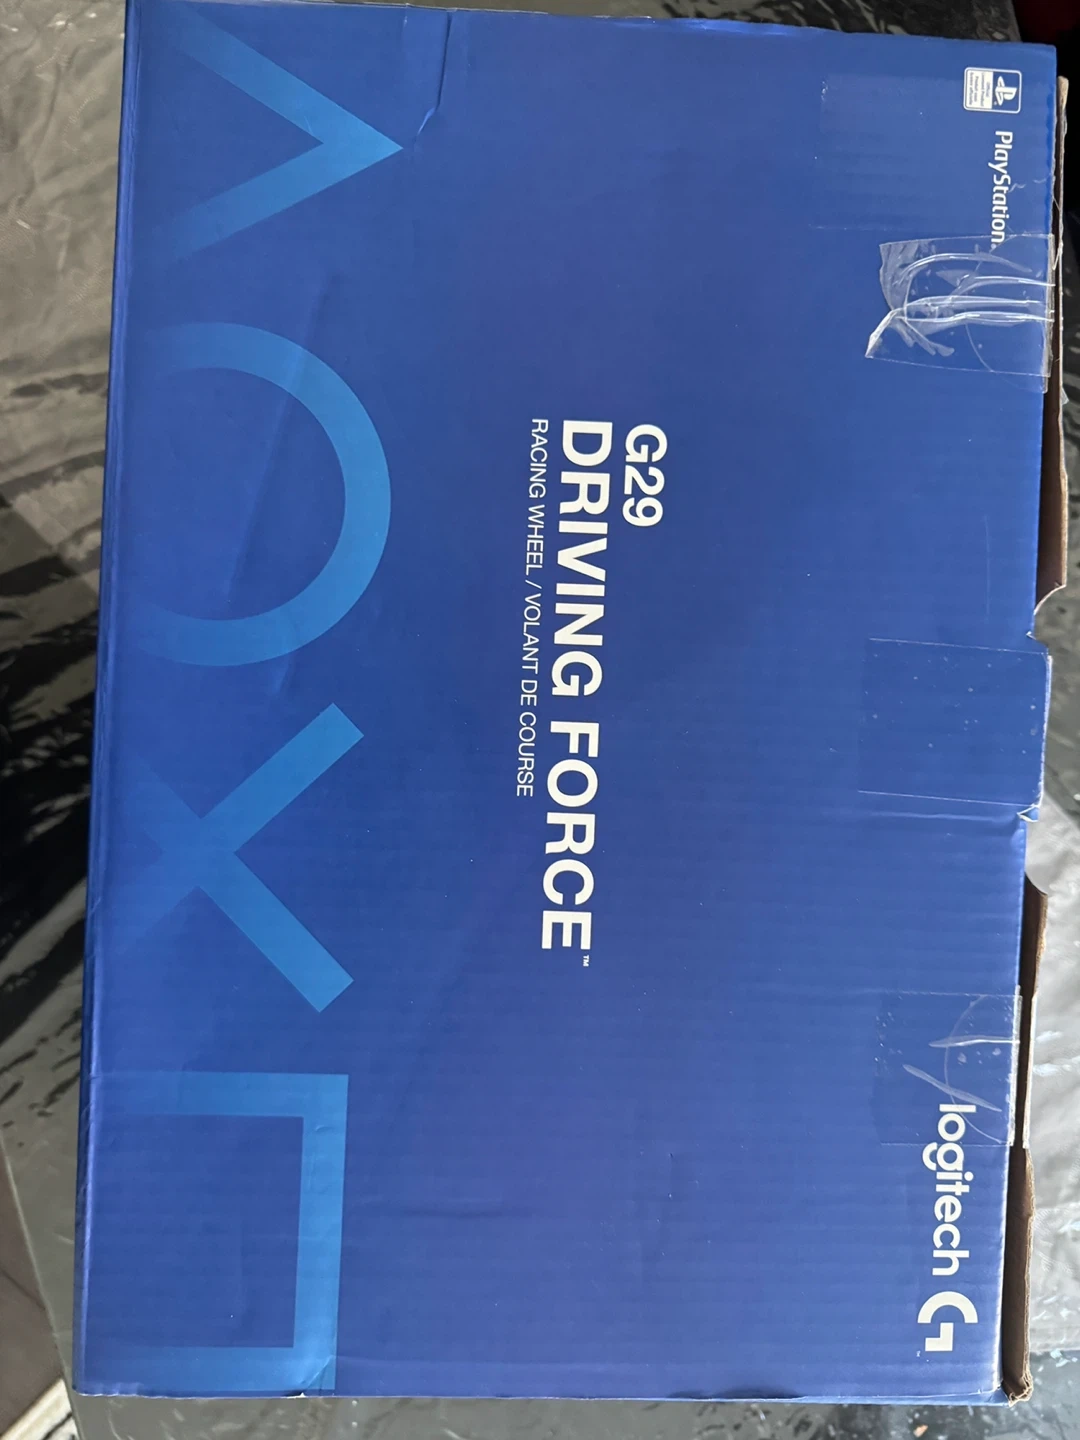 PlayStation
logitech G
G29
DRIVING FORCE™
RACING WHEEL / VOLANT DE COURSE